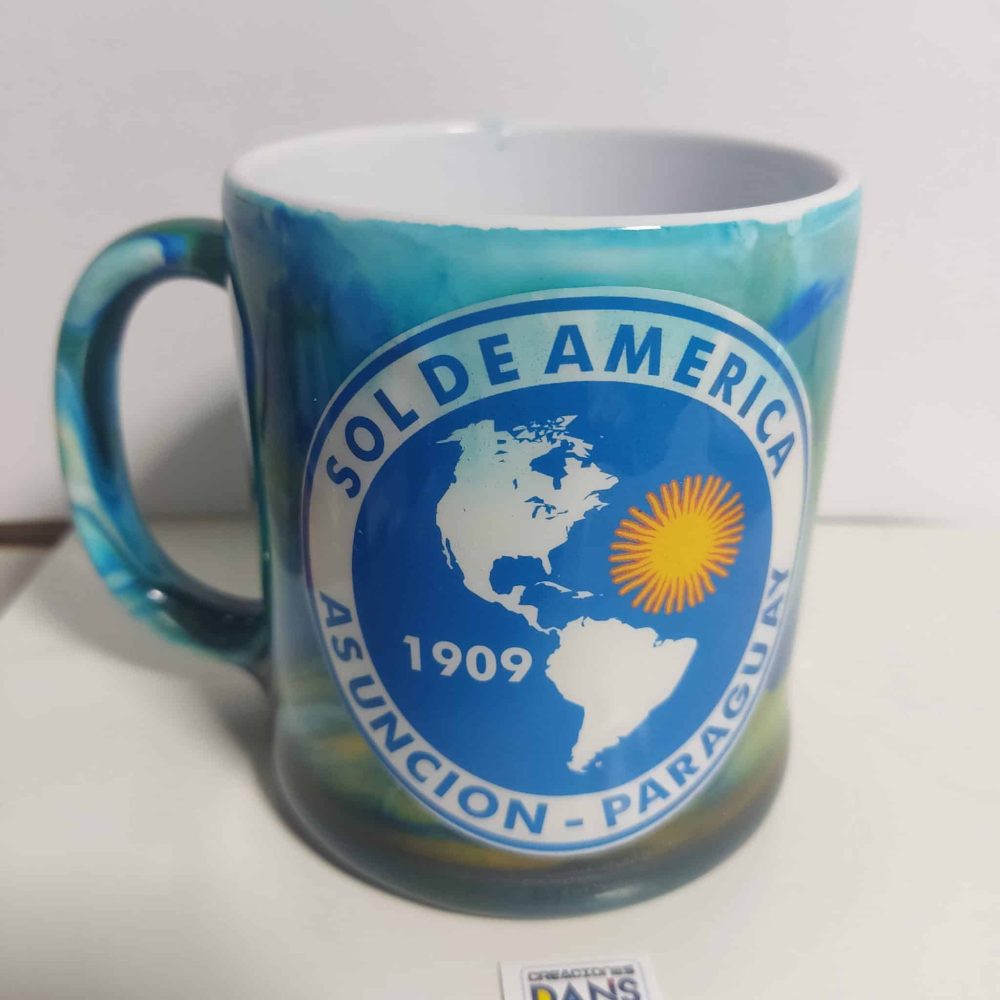 SOL DE AMERICA
1909
ASUNCION - PARAGUAY
CREACIONES
DANS